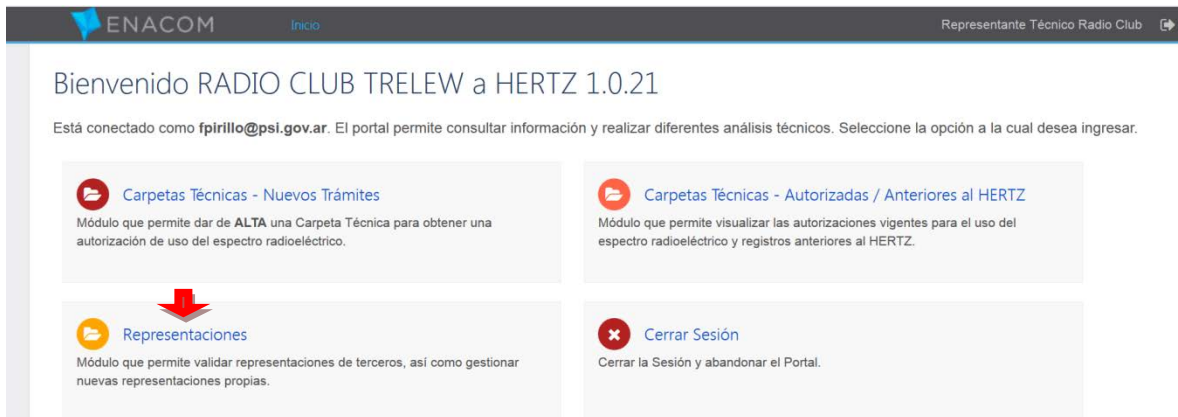 ENACOM
Inicio
Representante Técnico Radio Club
Bienvenido RADIO CLUB TRELEW a HERTZ 1.0.21
Está conectado como fpirillo@psi.gov.ar. El portal permite consultar información y realizar diferentes análisis técnicos. Seleccione la opción a la cual desea ingresar.
Carpetas Técnicas - Nuevos Trámites
Módulo que permite dar de ALTA una Carpeta Técnica para obtener una
autorización de uso del espectro radioeléctrico.
Carpetas Técnicas - Autorizadas / Anteriores al HERTZ
Módulo que permite visualizar las autorizaciones vigentes para el uso del
espectro radioeléctrico y registros anteriores al HERTZ.
Representaciones
Módulo que permite validar representaciones de terceros, así como gestionar
nuevas representaciones propias.
Cerrar Sesión
Cerrar la Sesión y abandonar el Portal.